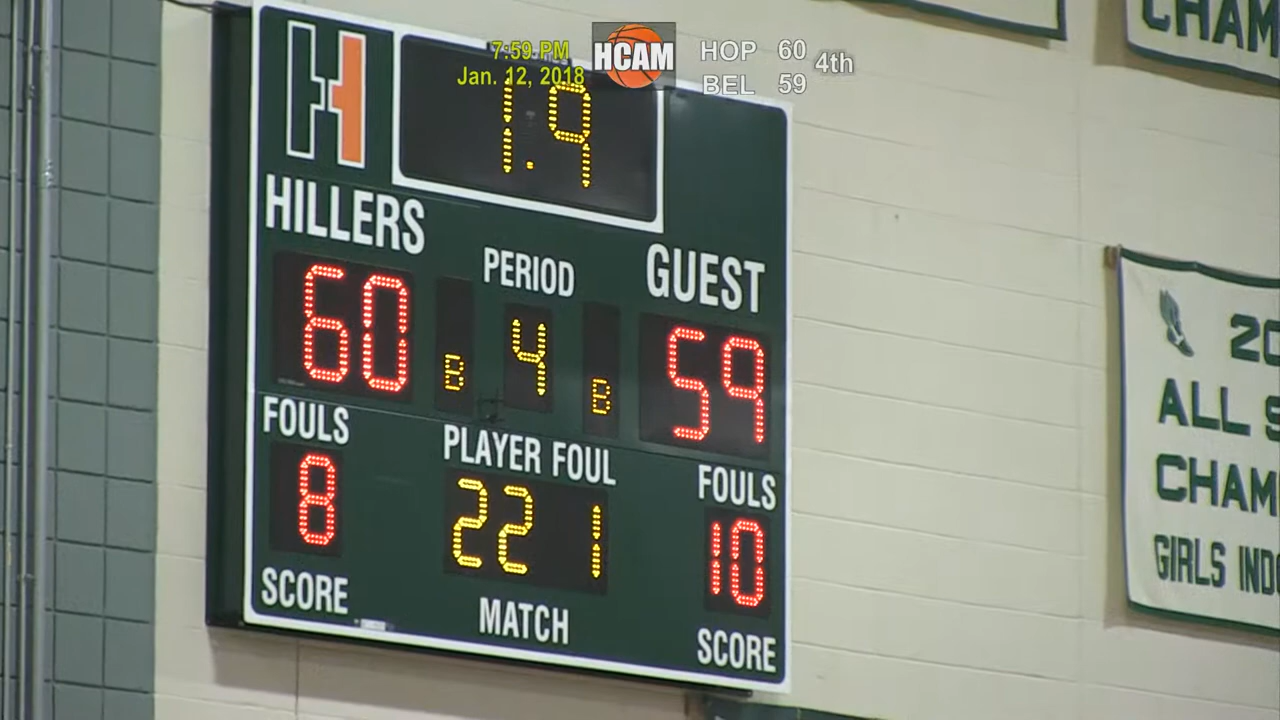 7:59 PM
Jan. 12, 2018
HCAM
HOP 60
BEL 59
4th
H
1.9
HILLERS
PERIOD
GUEST
60
B
4
B
59
FOULS
PLAYER FOUL
FOULS
8
22 1
10
SCORE
MATCH
SCORE
CHAM
20
ALL S
CHAM
GIRLS INDO